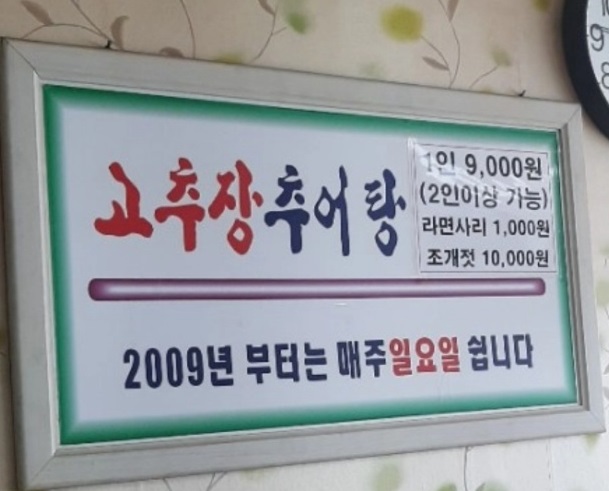 고추장추어탕
1인 9,000원
(2인이상 가능)
라면사리 1,000원
조개젓 10,000원
2009년 부터는 매주일요일 쉽니다